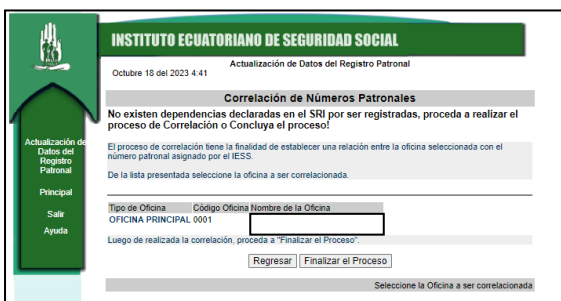 INSTITUTO ECUATORIANO DE SEGURIDAD SOCIAL
Actualización de Datos del Registro Patronal
Octubre 18 del 2023 4:41
Correlación de Números Patronales
No existen dependencias declaradas en el SRI por ser registradas, proceda a realizar el
proceso de Correlación o Concluya el proceso!
Actualización de
Datos del
Registro
Patronal
Principal
Salir
Ayuda
El proceso de correlación tiene la finalidad de establecer una relación entre la oficina seleccionada con el
número patronal asignado por el IESS.
De la lista presentada seleccione la oficina a ser correlacionada.
Tipo de Oficina Código Oficina Nombre de la Oficina
OFICINA PRINCIPAL 0001
Luego de realizada la correlación, proceda a "Finalizar el Proceso".
Regresar Finalizar el Proceso
Seleccione la Oficina a ser correlacionada